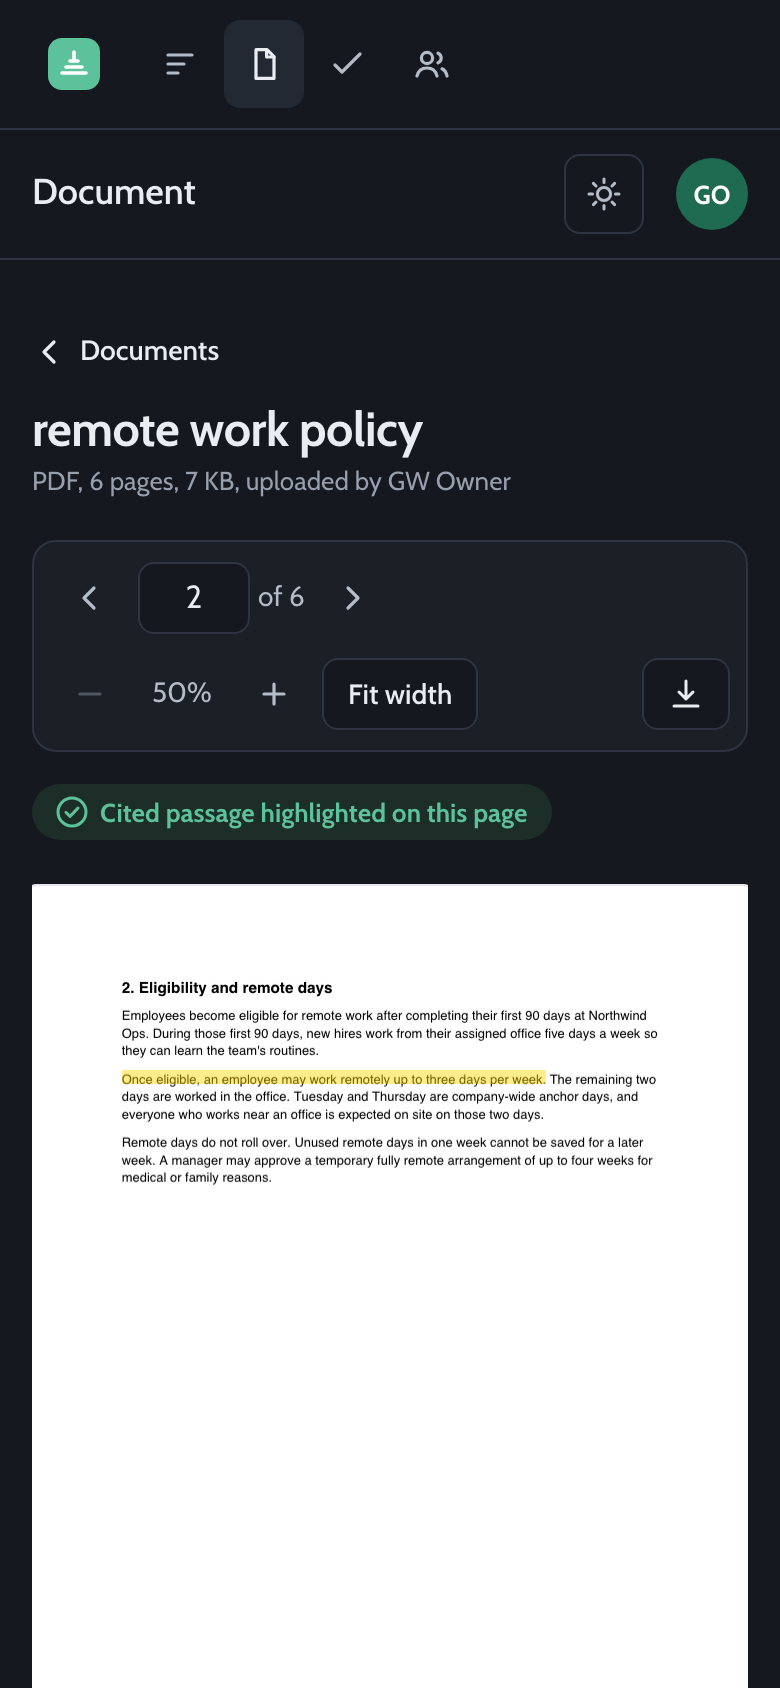 Document
GO
Documents
remote work policy
PDF, 6 pages, 7 KB, uploaded by GW Owner
2 of 6
50%
Fit width
Cited passage highlighted on this page
2. Eligibility and remote days
Employees become eligible for remote work after completing their first 90 days at Northwind
Ops. During those first 90 days, new hires work from their assigned office five days a week so
they can learn the team's routines.
Once eligible, an employee may work remotely up to three days per week. The remaining two
days are worked in the office. Tuesday and Thursday are company-wide anchor days, and
everyone who works near an office is expected on site on those two days.
Remote days do not roll over. Unused remote days in one week cannot be saved for a later
week. A manager may approve a temporary fully remote arrangement of up to four weeks for
medical or family reasons.